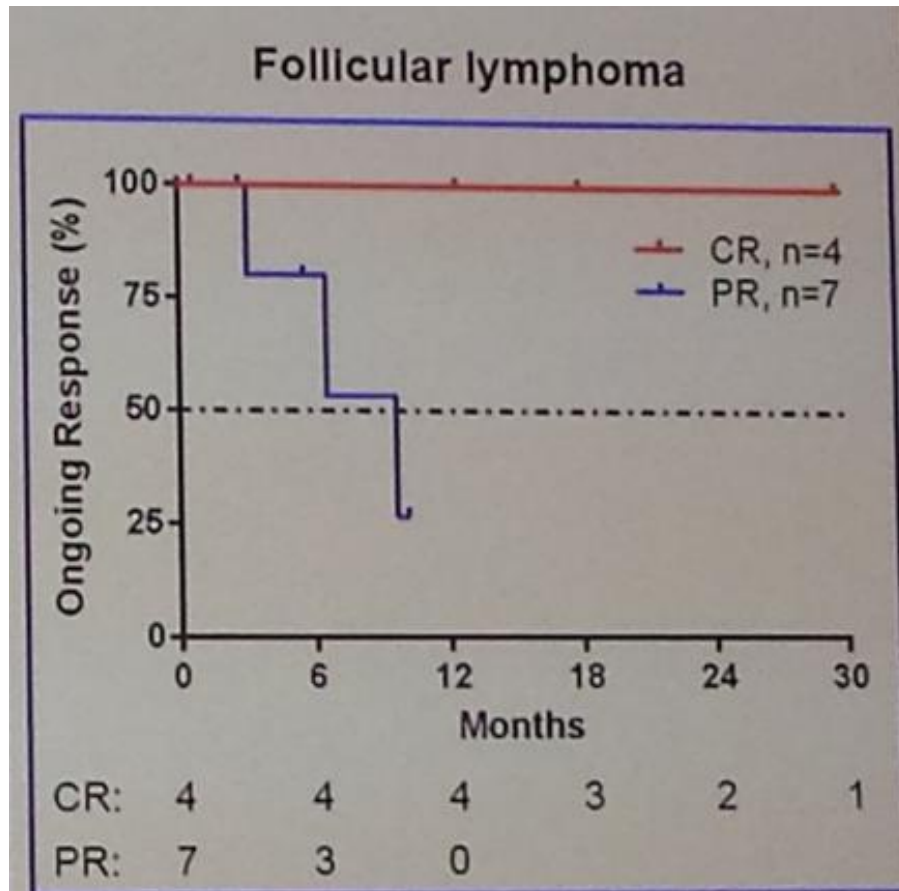 Follicular lymphoma
Ongoing Response (%)
100
75
50
25
0
CR, n=4
PR, n=7
0 6 12 18 24 30
Months
CR: 4 4 4 3 2 1
PR: 7 3 0